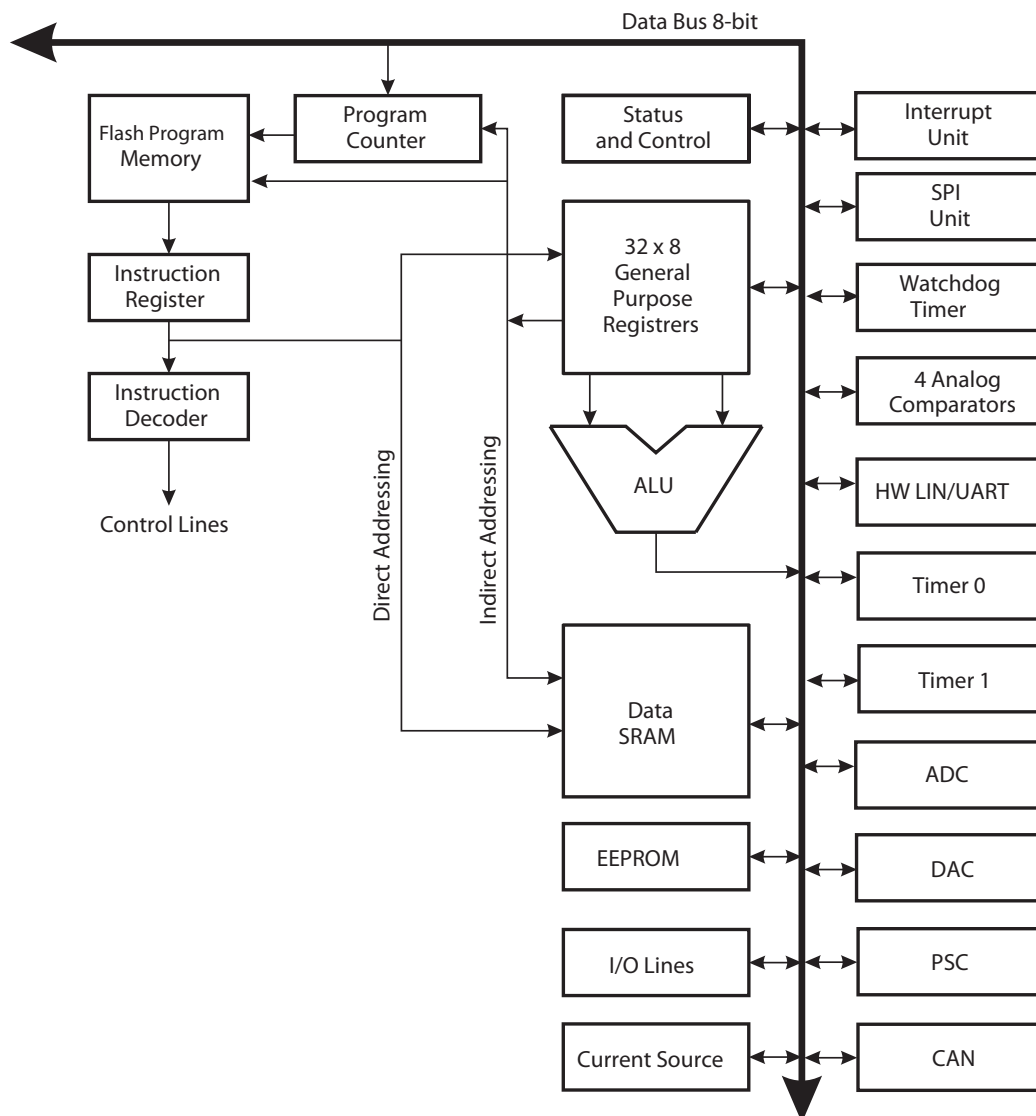 Data Bus 8-bit
Flash Program
Memory
Program
Counter
Status
and Control
Interrupt
Unit
SPI
Unit
Instruction
Register
32 x 8
General
Purpose
Registrers
Watchdog
Timer
Instruction
Decoder
4 Analog
Comparators
Control Lines
Direct Addressing
Indirect Addressing
ALU
HW LIN/UART
Timer 0
Data
SRAM
Timer 1
ADC
EEPROM
DAC
I/O Lines
PSC
Current Source
CAN